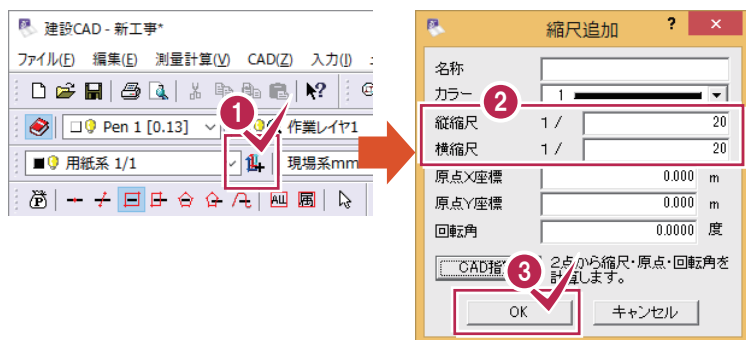 建設CAD - 新工事*
ファイル(F) 編集(E) 測量計算(V) CAD(Z) 入力(I)
Pen 1 [0.13] 作業レイヤ1
1
用紙系 1/1 現場系mm
ALL 属
縮尺追加 ? ×
名称
カラー 1
2
縦縮尺 1 / 20
横縮尺 1 / 20
原点X座標 0.000 m
原点Y座標 0.000 m
回転角 0.0000 度
CAD指 2点から縮尺・原点・回転角を
計算します。
3
OK キャンセル